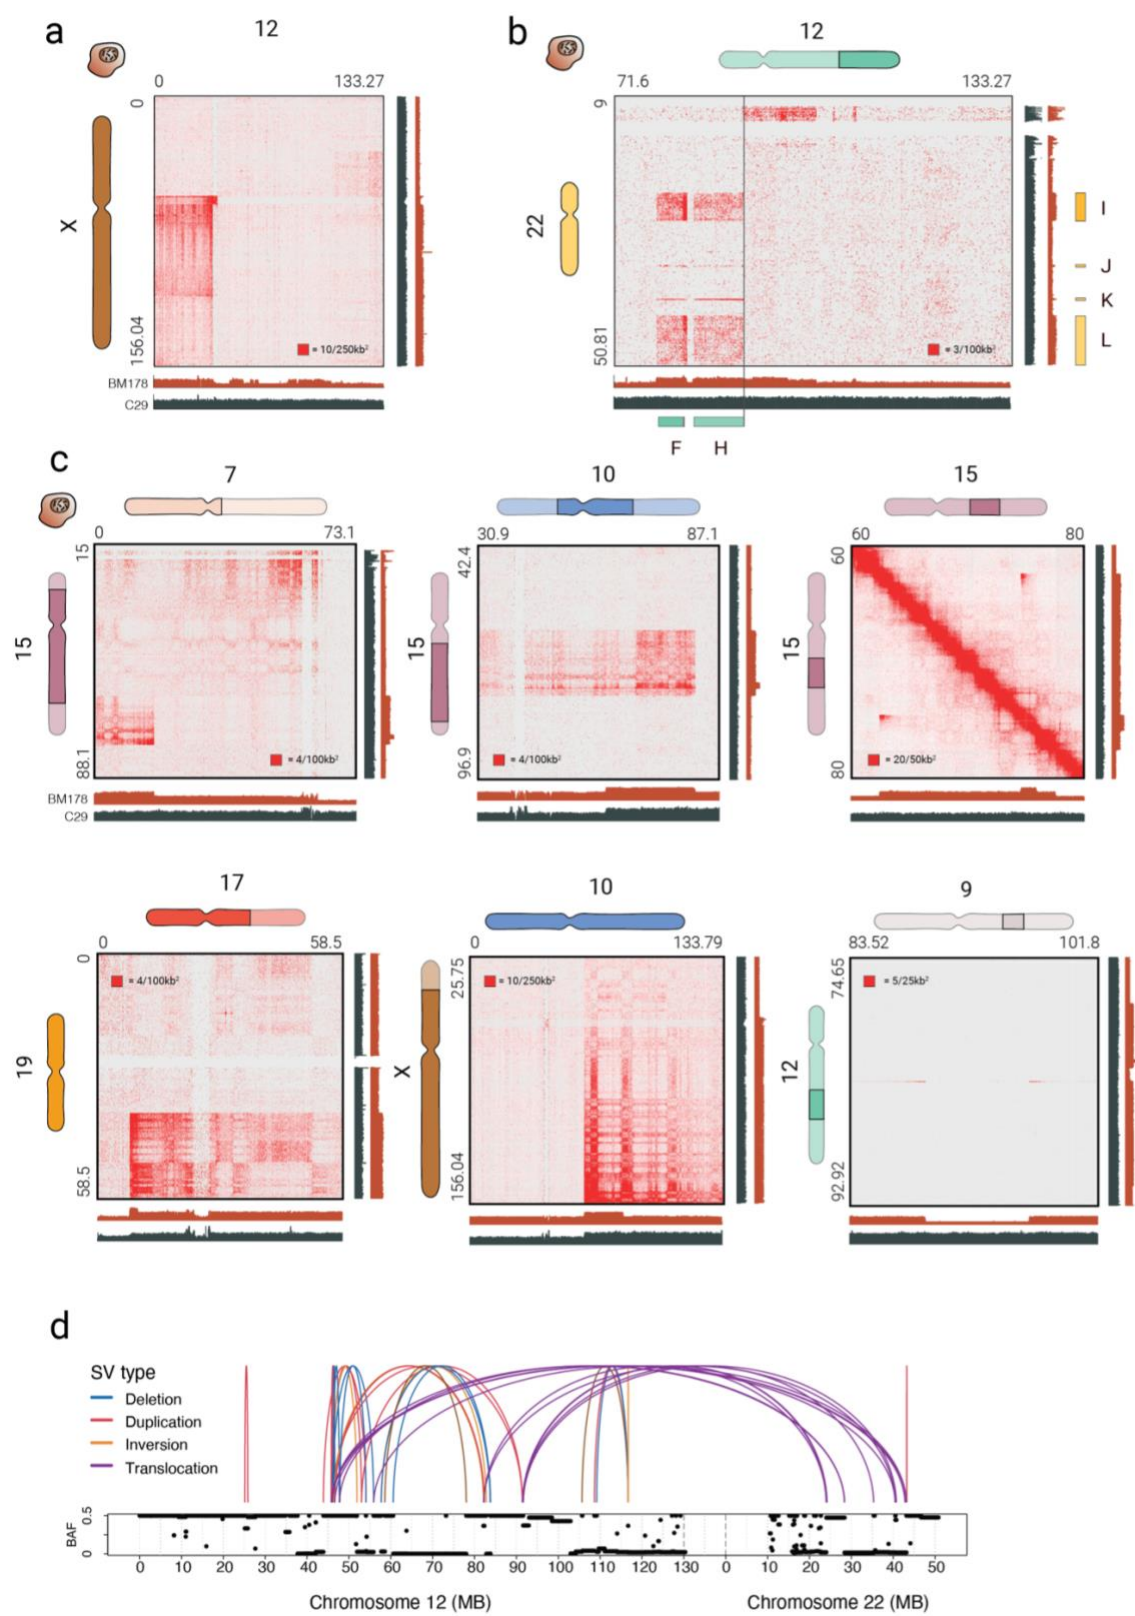 a
12
0 133.27
0
X
156.04
= 10/250kb²
BM178
C29
b
12
71.6 133.27
9
22
50.81
= 3/100kb²
I
J
K
L
F H
c
7
0 73.1
15
15
88.1
= 4/100kb²
BM178
C29
10
30.9 87.1
42.4
15
96.9
= 4/100kb²
15
60 80
60
15
80
= 20/50kb²
17
0 58.5
0
19
58.5
= 4/100kb²
10
0 133.79
25.75
X
156.04
= 10/250kb²
9
83.52 101.8
74.65
12
92.92
= 5/25kb²
d
SV type
Deletion
Duplication
Inversion
Translocation
BAF
0.5
0
0 10 20 30 40 50 60 70 80 90 100 110 120 130 0 10 20 30 40 50
Chromosome 12 (MB) Chromosome 22 (MB)